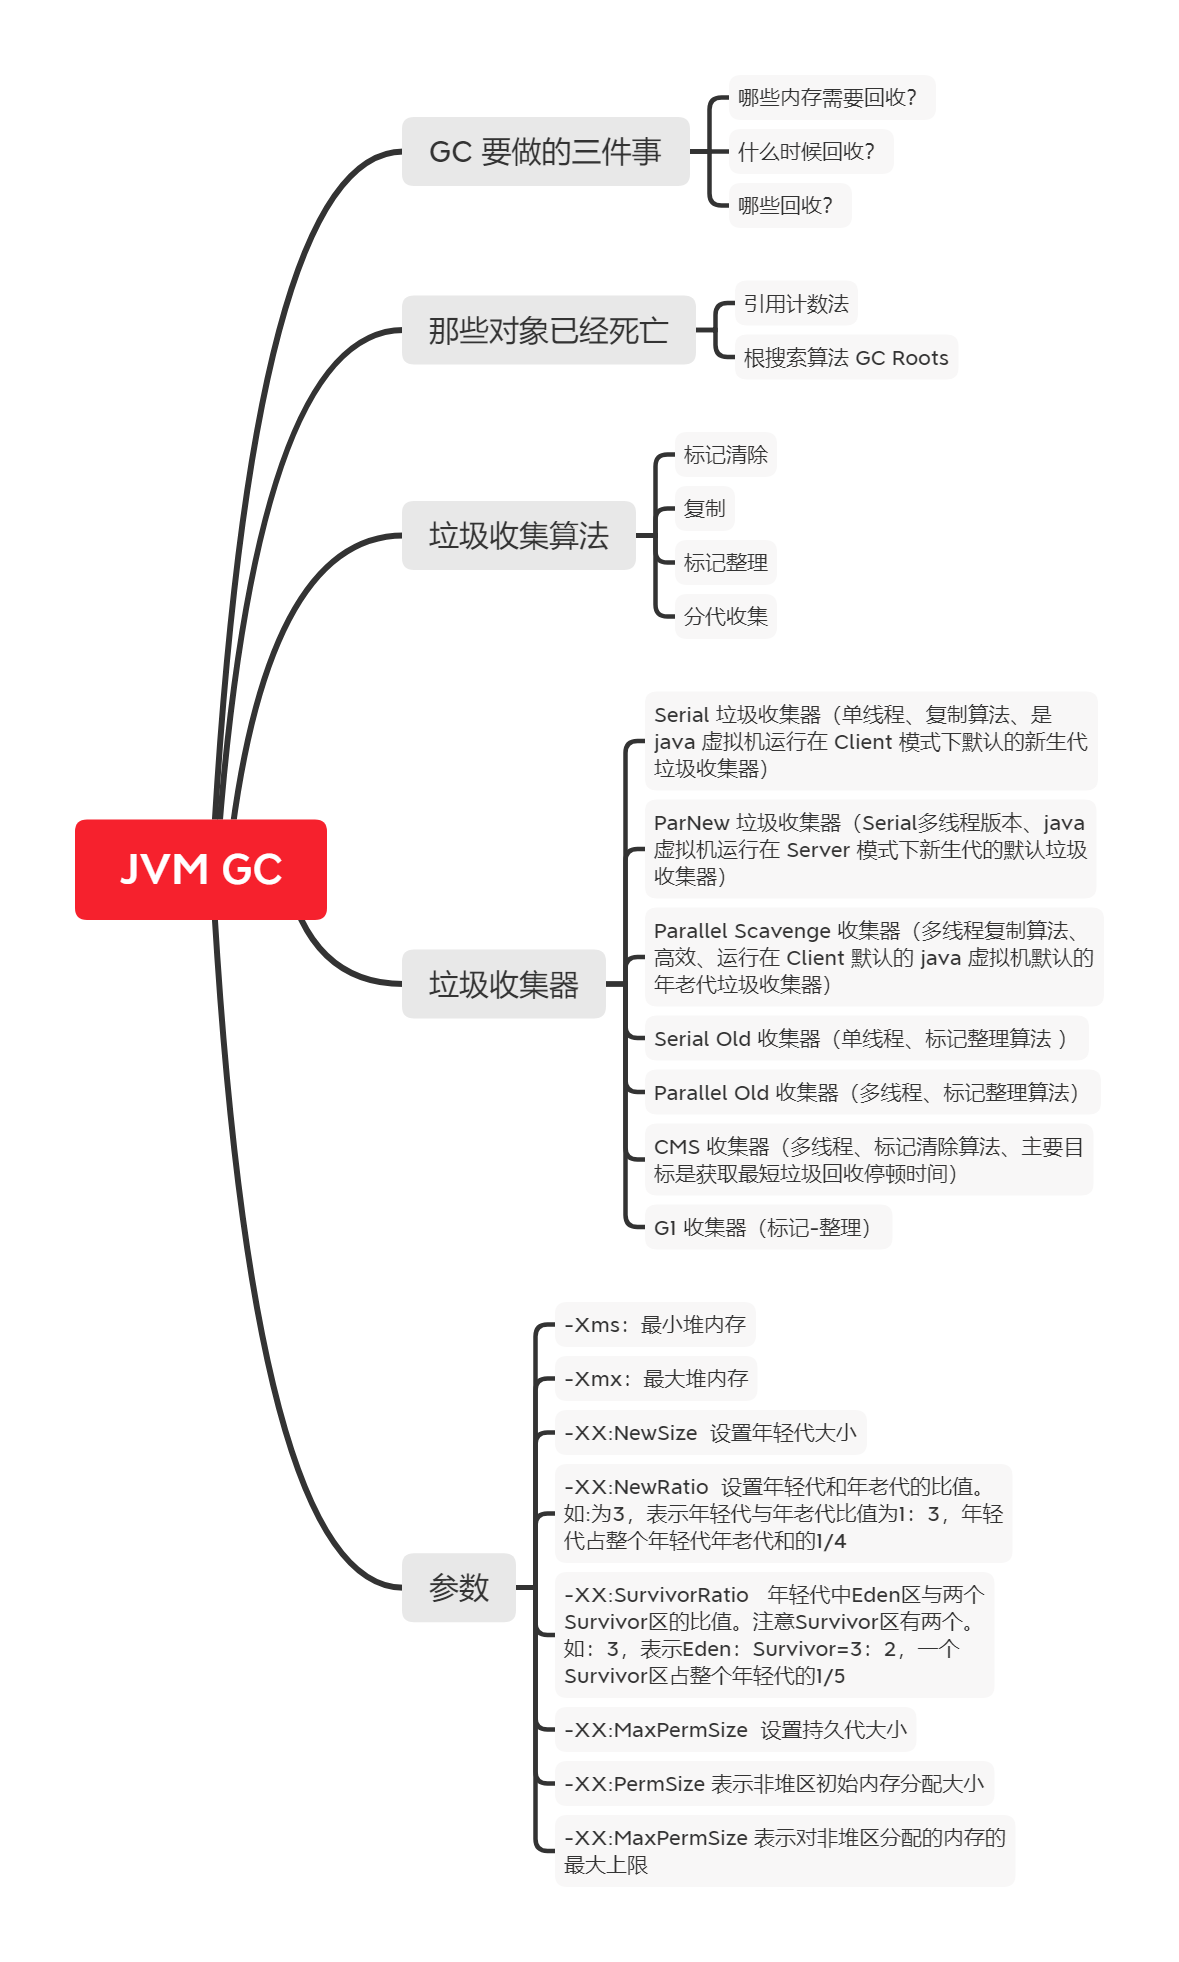 JVM GC
GC 要做的三件事
哪些内存需要回收？
什么时候回收？
哪些回收？
那些对象已经死亡
引用计数法
根搜索算法 GC Roots
垃圾收集算法
标记清除
复制
标记整理
分代收集
垃圾收集器
Serial 垃圾收集器（单线程、复制算法、是
java 虚拟机运行在 Client 模式下默认的新生代
垃圾收集器）
ParNew 垃圾收集器（Serial多线程版本、java
虚拟机运行在 Server 模式下新生代的默认垃圾
收集器）
Parallel Scavenge 收集器（多线程复制算法、
高效、运行在 Client 默认的 java 虚拟机默认的
年老代垃圾收集器）
Serial Old 收集器（单线程、标记整理算法 ）
Parallel Old 收集器（多线程、标记整理算法）
CMS 收集器（多线程、标记清除算法、主要目
标是获取最短垃圾回收停顿时间）
G1 收集器（标记-整理）
参数
-Xms：最小堆内存
-Xmx：最大堆内存
-XX:NewSize 设置年轻代大小
-XX:NewRatio 设置年轻代和年老代的比值。
如:为3，表示年轻代与年老代比值为1：3，年轻
代占整个年轻代年老代和的1/4
-XX:SurvivorRatio 年轻代中Eden区与两个
Survivor区的比值。注意Survivor区有两个。
如：3，表示Eden：Survivor=3：2，一个
Survivor区占整个年轻代的1/5
-XX:MaxPermSize 设置持久代大小
-XX:PermSize 表示非堆区初始内存分配大小
-XX:MaxPermSize 表示对非堆区分配的内存的
最大上限